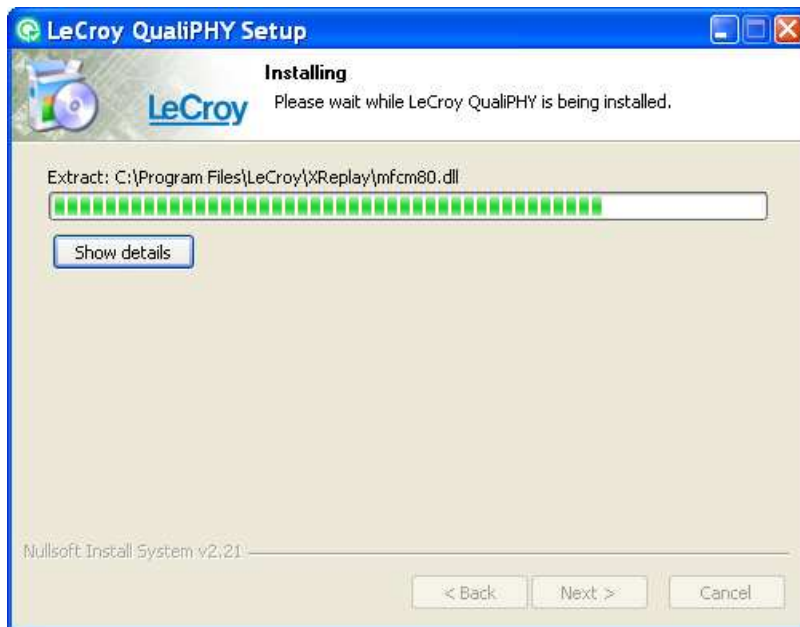 LeCroy QualiPHY Setup
Installing
Please wait while LeCroy QualiPHY is being installed.
LeCroy
Extract: C:\Program Files\LeCroy\XReplay\mfcm80.dll
Show details
Nullsoft Install System v2.21
< Back Next > Cancel